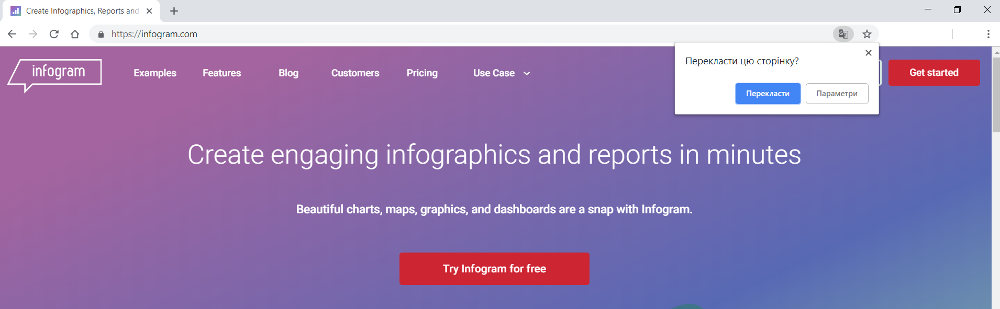 Create Infographics, Reports and
https://infogram.com
Перекласти цю сторінку?
Перекласти Параметри
infogram Examples Features Blog Customers Pricing Use Case Get started
Create engaging infographics and reports in minutes
Beautiful charts, maps, graphics, and dashboards are a snap with Infogram.
Try Infogram for free